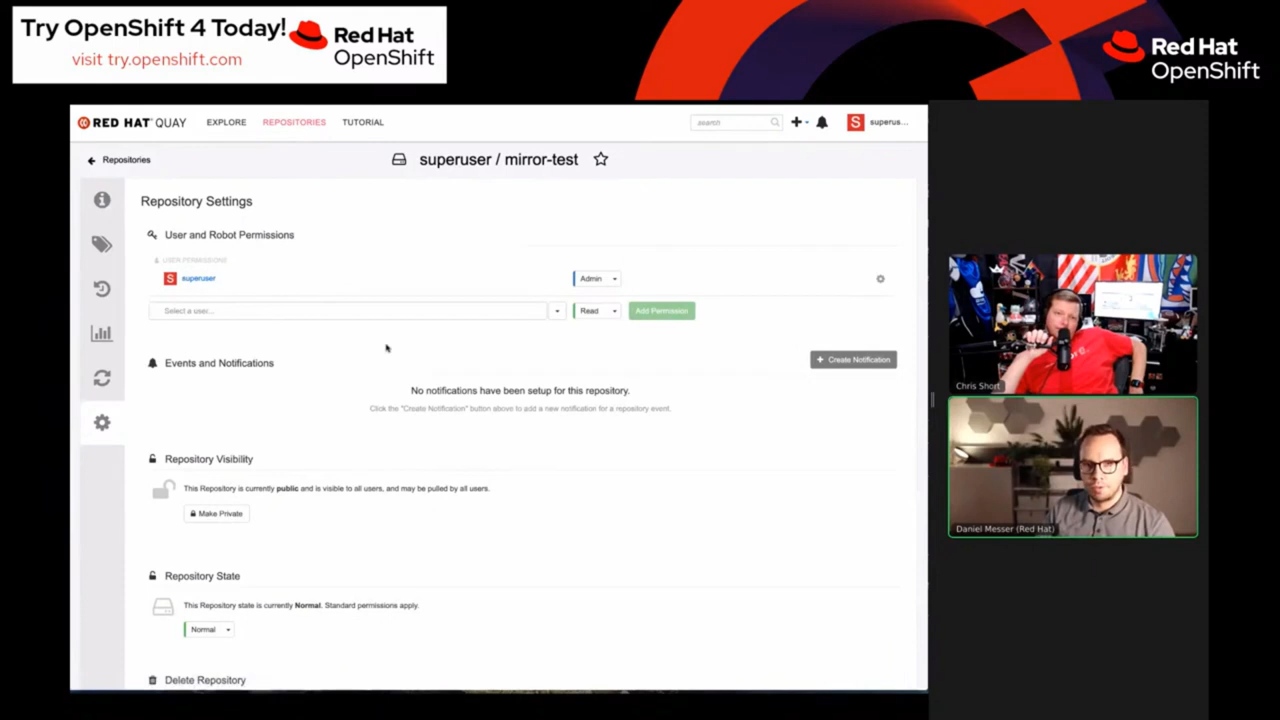 Try OpenShift 4 Today!
visit try.openshift.com
Red Hat
OpenShift
Red Hat
OpenShift
RED HAT QUAY
EXPLORE
REPOSITORIES
TUTORIAL
search
S
superus...
Repositories
superuser / mirror-test
Repository Settings
User and Robot Permissions
USER PERMISSIONS
S superuser
Admin
Select a user...
Read
Add Permission
Events and Notifications
+ Create Notification
No notifications have been setup for this repository.
Click the "Create Notification" button above to add a new notification for a repository event.
Repository Visibility
This Repository is currently public and is visible to all users, and may be pulled by all users.
Make Private
Repository State
This Repository state is currently Normal. Standard permissions apply.
Normal
Delete Repository
Chris Short
Daniel Messer (Red Hat)